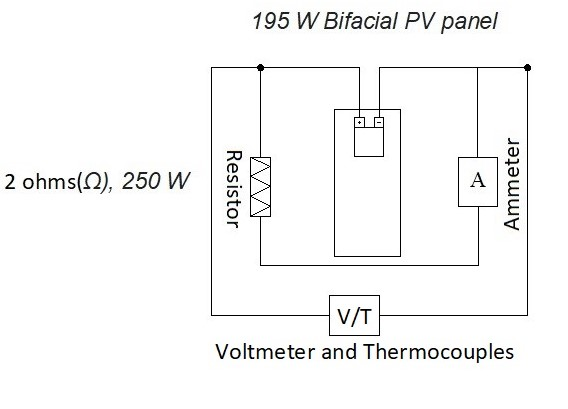 195 W Bifacial PV panel
+ -
Resistor
2 ohms(Ω), 250 W
A
Ammeter
V/T
Voltmeter and Thermocouples